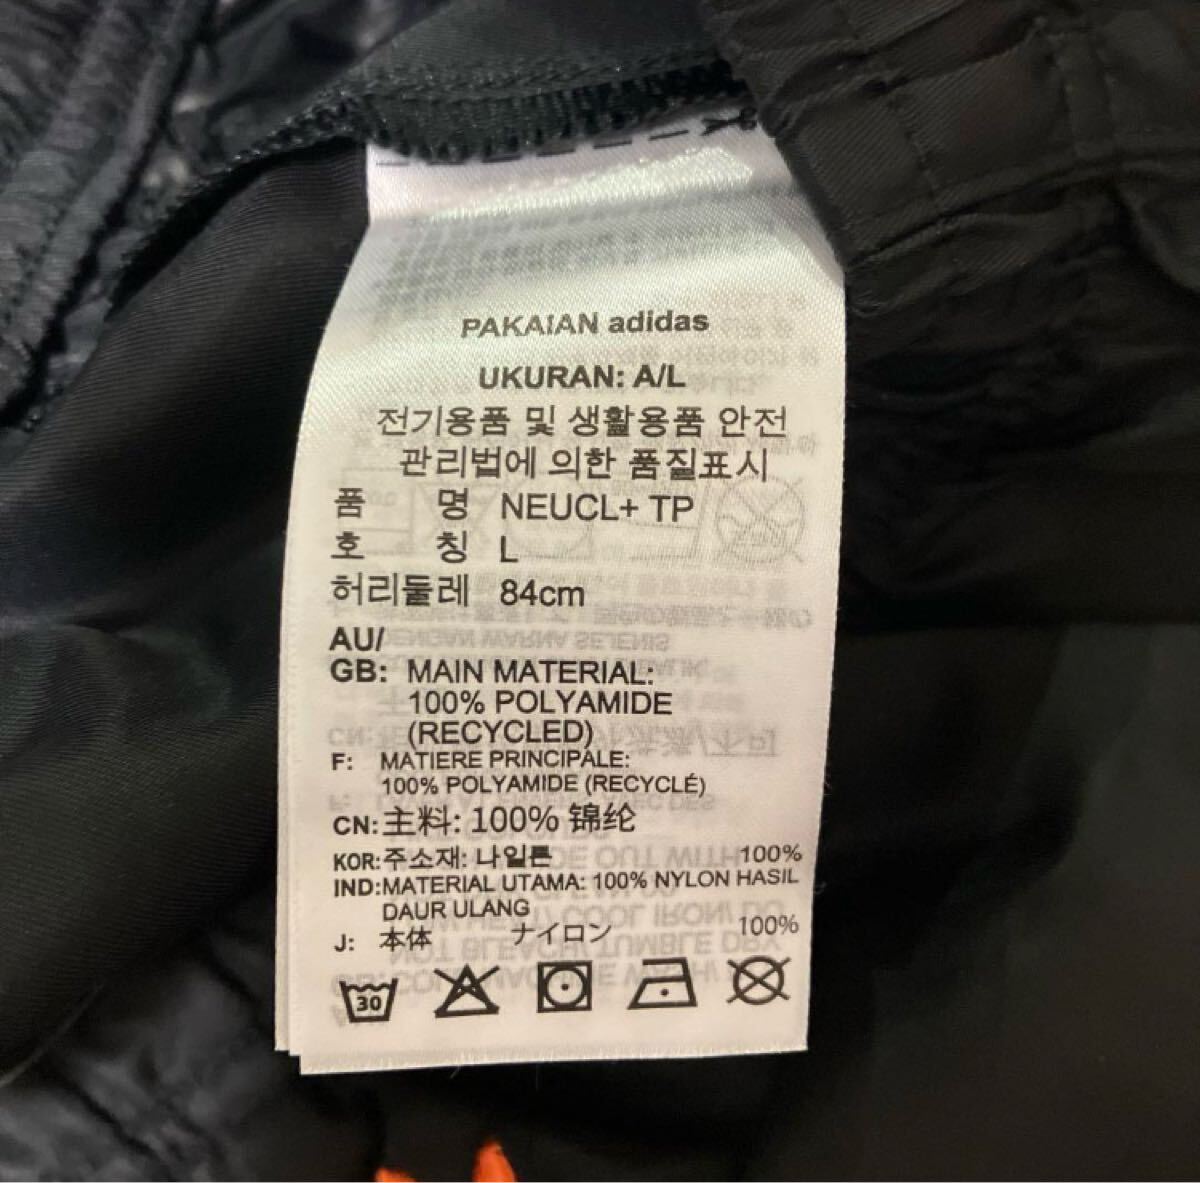 PAKAIAN adidas
UKURAN: A/L
전기용품 및 생활용품 안전
관리법에 의한 품질표시
품 명 NEUCL+ TP
호 칭 L
허리둘레 84cm
AU/
GB: MAIN MATERIAL:
100% POLYAMIDE
(RECYCLED)
F: MATIERE PRINCIPALE:
100% POLYAMIDE (RECYCLÉ)
CN: 主料: 100% 锦纶
KOR: 주소재: 나일론 100%
IND: MATERIAL UTAMA: 100% NYLON HASIL
DAUR ULANG
J: 本体 ナイロン 100%
30